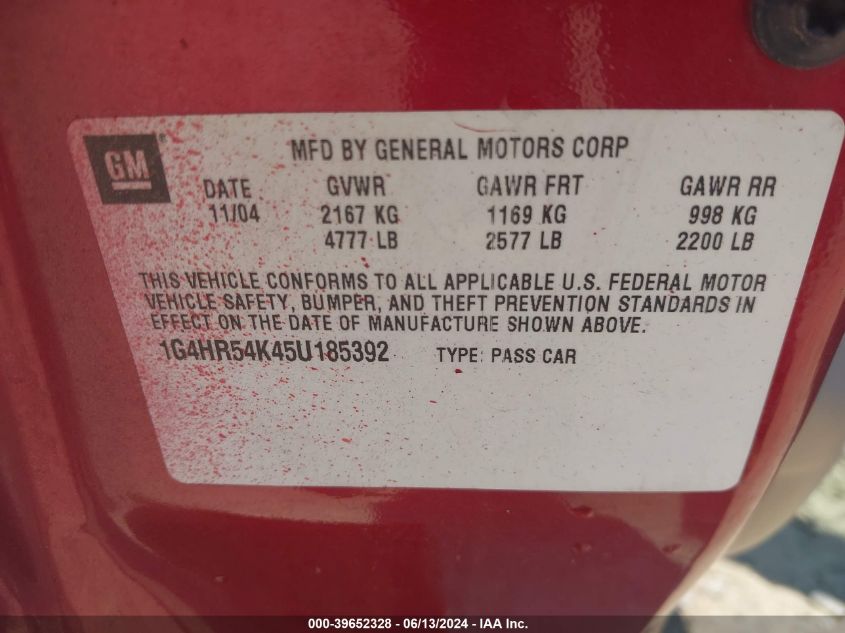 GM
MFD BY GENERAL MOTORS CORP
DATE GVWR GAWR FRT GAWR RR
11/04 2167 KG 1169 KG 998 KG
4777 LB 2577 LB 2200 LB
THIS VEHICLE CONFORMS TO ALL APPLICABLE U.S. FEDERAL MOTOR
VEHICLE SAFETY, BUMPER, AND THEFT PREVENTION STANDARDS IN
EFFECT ON THE DATE OF MANUFACTURE SHOWN ABOVE.
1G4HR54K45U185392 TYPE: PASS CAR
000-39652328 - 06/13/2024 - IAA Inc.